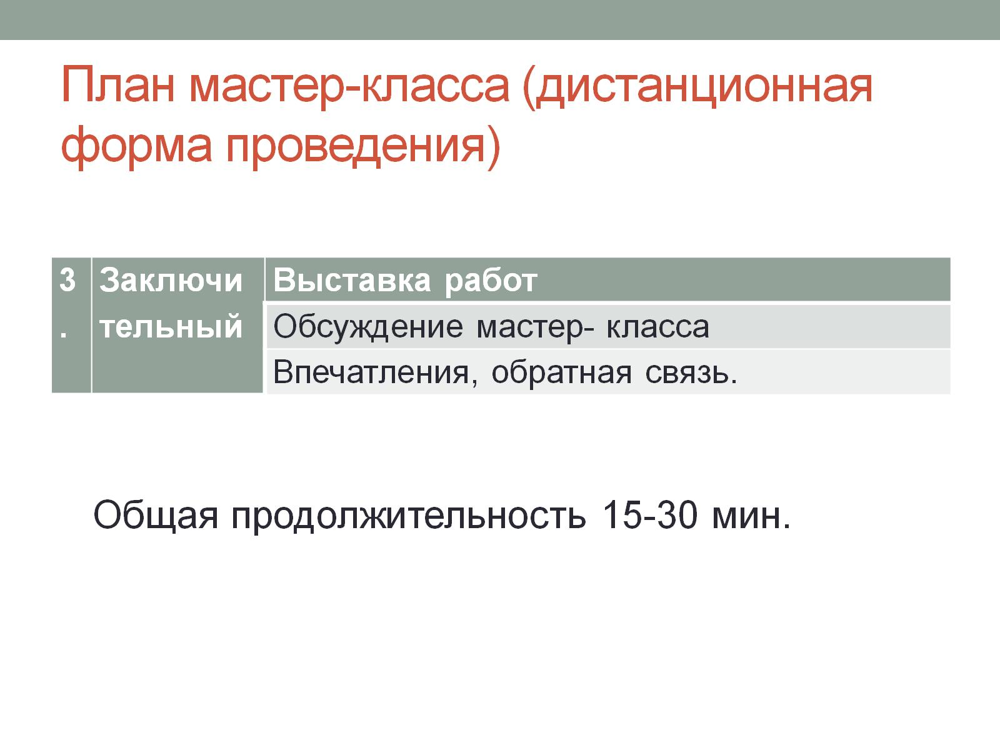 План мастер-класса (дистанционная
форма проведения)
3 Заключи Выставка работ
. тельный Обсуждение мастер- класса
Впечатления, обратная связь.
Общая продолжительность 15-30 мин.